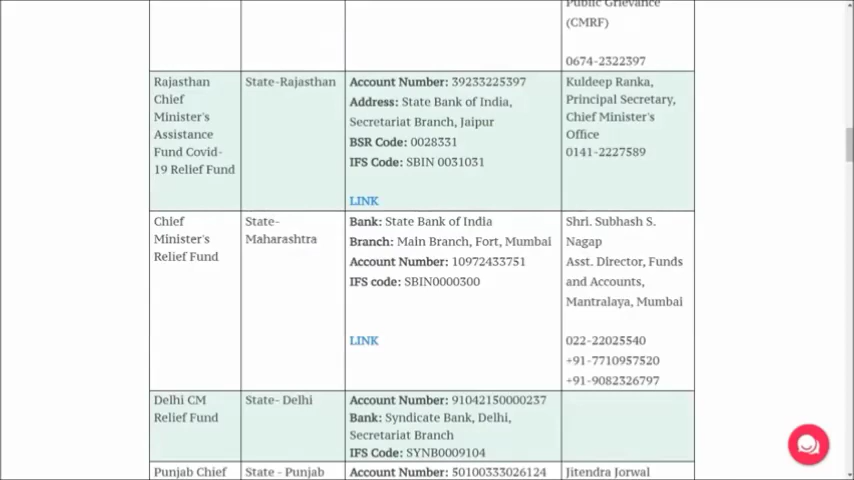 Public Grievance
(CMRF)
0674-2322397
Rajasthan
Chief
Minister's
Assistance
Fund Covid-
19 Relief Fund
State-Rajasthan
Account Number: 39233225397
Address: State Bank of India,
Secretariat Branch, Jaipur
BSR Code: 0028331
IFS Code: SBIN 0031031
LINK
Kuldeep Ranka,
Principal Secretary,
Chief Minister's
Office
0141-2227589
Chief
Minister's
Relief Fund
State-
Maharashtra
Bank: State Bank of India
Branch: Main Branch, Fort, Mumbai
Account Number: 10972433751
IFS code: SBIN0000300
LINK
Shri. Subhash S.
Nagap
Asst. Director, Funds
and Accounts,
Mantralaya, Mumbai
022-22025540
+91-7710957520
+91-9082326797
Delhi CM
Relief Fund
State- Delhi
Account Number: 91042150000237
Bank: Syndicate Bank, Delhi,
Secretariat Branch
IFS Code: SYNB0009104
Punjab Chief
State - Punjab
Account Number: 50100333026124
Jitendra Jorwal